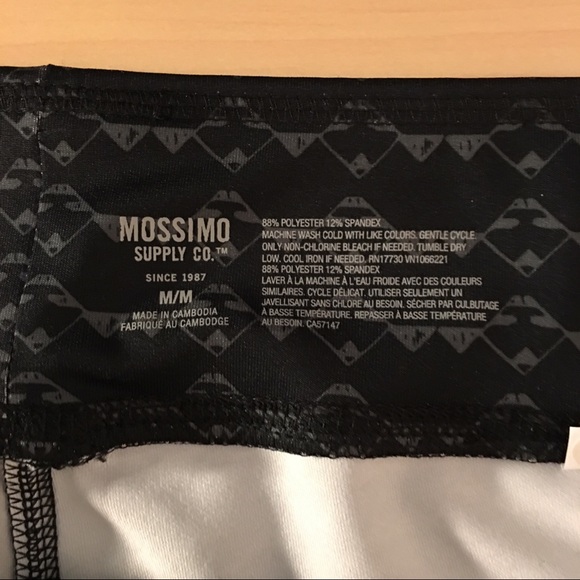 MOSSIMO
SUPPLY CO.™
SINCE 1987
M/M
MADE IN CAMBODIA
FABRIQUÉ AU CAMBODGE
88% POLYESTER 12% SPANDEX
MACHINE WASH COLD WITH LIKE COLORS. GENTLE CYCLE
ONLY NON-CHLORINE BLEACH IF NEEDED. TUMBLE DRY
LOW. COOL IRON IF NEEDED. RN17730 VN1066221
88% POLYESTER 12% SPANDEX
LAVER À LA MACHINE À L'EAU FROIDE AVEC DES COULEURS
SIMILAIRES. CYCLE DÉLICAT. UTILISER SEULEMENT UN
JAVELLISANT SANS CHLORE AU BESOIN. SÉCHER PAR CULBUTAGE
À BASSE TEMPÉRATURE. REPASSER À BASSE TEMPÉRATURE
AU BESOIN. CA57147